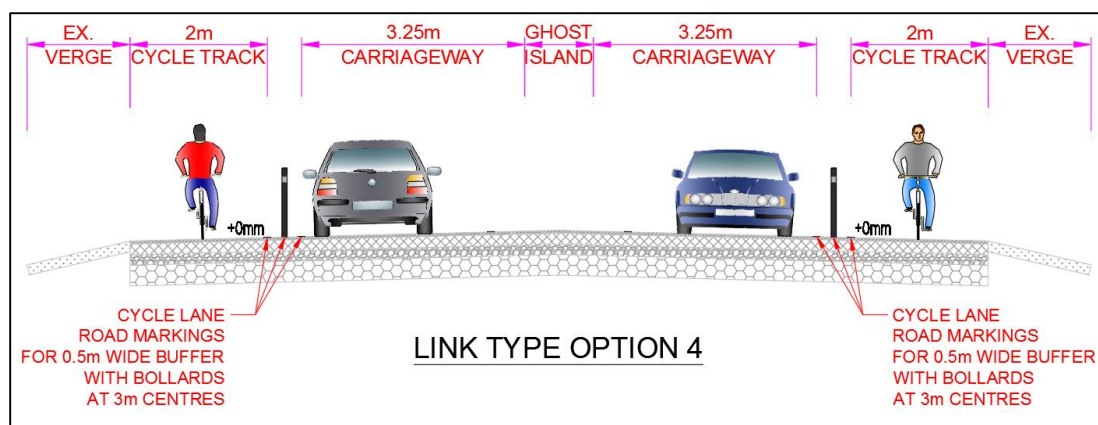 EX.
VERGE
2m
CYCLE TRACK
3.25m
CARRIAGEWAY
GHOST
ISLAND
3.25m
CARRIAGEWAY
2m
CYCLE TRACK
EX.
VERGE
+0mm
+0mm
CYCLE LANE
ROAD MARKINGS
FOR 0.5m WIDE BUFFER
WITH BOLLARDS
AT 3m CENTRES
LINK TYPE OPTION 4
CYCLE LANE
ROAD MARKINGS
FOR 0.5m WIDE BUFFER
WITH BOLLARDS
AT 3m CENTRES